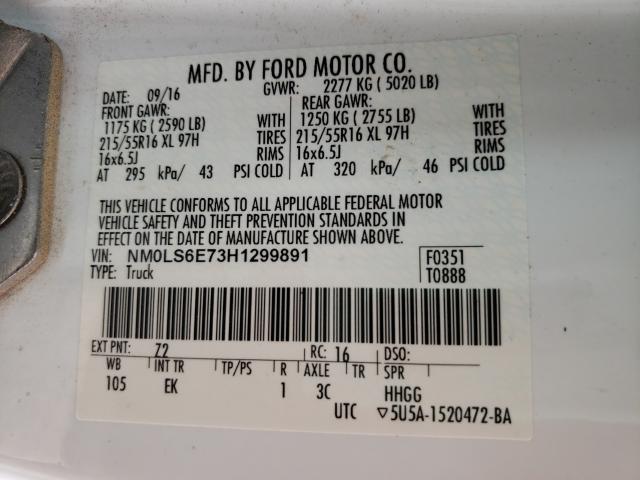 MFD. BY FORD MOTOR CO.
DATE: 09/16 GVWR: 2277 KG ( 5020 LB)
FRONT GAWR: REAR GAWR:
1175 KG ( 2590 LB) WITH 1250 KG ( 2755 LB) WITH
215/55R16 XL 97H TIRES 215/55R16 XL 97H TIRES
16x6.5J RIMS 16x6.5J RIMS
AT 295 kPa/ 43 PSI COLD AT 320 kPa/ 46 PSI COLD
THIS VEHICLE CONFORMS TO ALL APPLICABLE FEDERAL MOTOR
VEHICLE SAFETY AND THEFT PREVENTION STANDARDS IN
EFFECT ON THE DATE OF MANUFACTURE SHOWN ABOVE.
VIN: NM0LS6E73H1299891 F0351
TYPE: Truck T0888
EXT PNT: Z2 RC: 16 DSO:
WB INT TR TP/PS R AXLE TR SPR
105 EK 1 3C HHGG
UTC ▽5U5A-1520472-BA